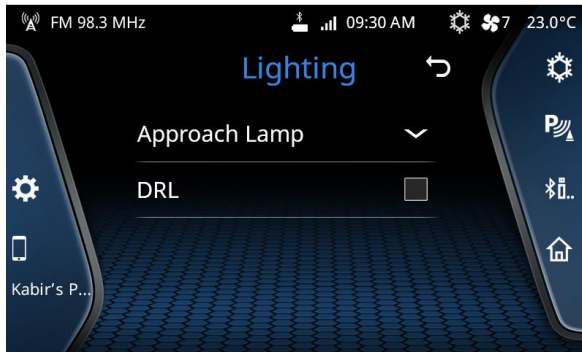 FM 98.3 MHz 09:30 AM 7 23.0°C
Lighting
Approach Lamp
P
DRL
Kabir's P...